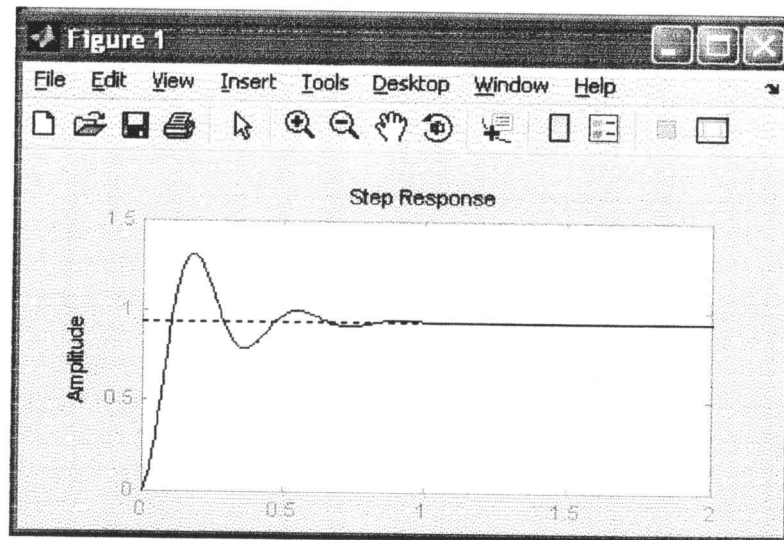 Figure 1
File Edit View Insert Tools Desktop Window Help
Step Response
Amplitude
1.5
1
0.5
0
0 0.5 1 1.5 2